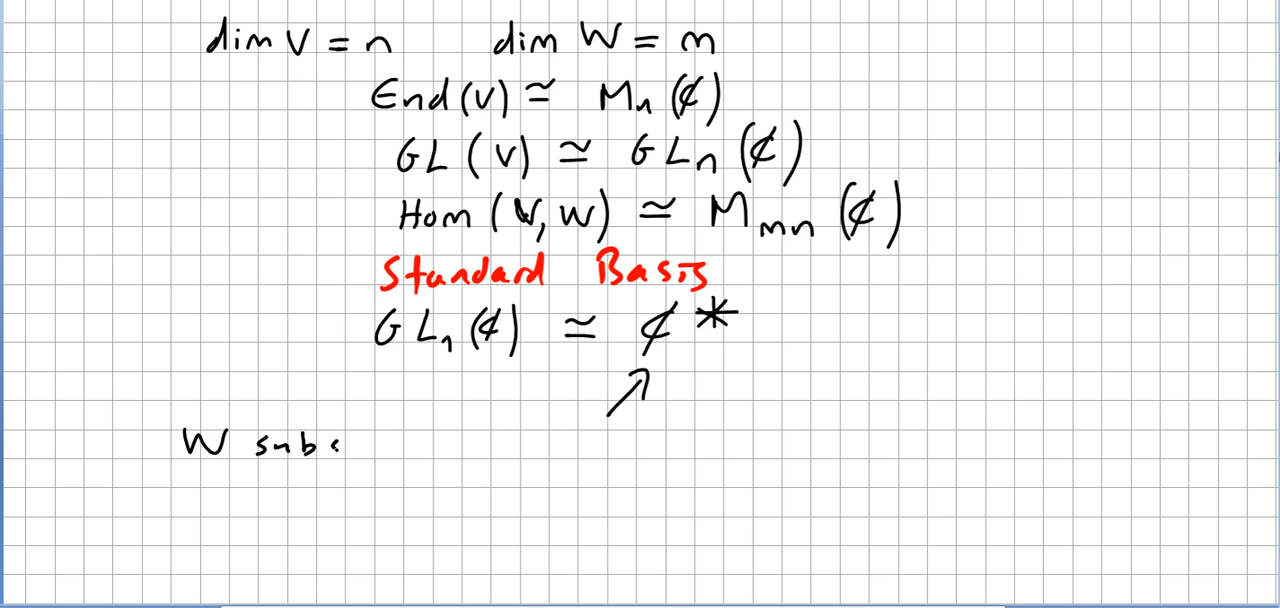 dim V = n dim W = m
End(V) ≃ Mn(ℂ)
GL(V) ≃ GLn(ℂ)
Hom(V,W) ≃ Mmn(ℂ)
Standard Basis
GL1(ℂ) ≃ ℂ*
W